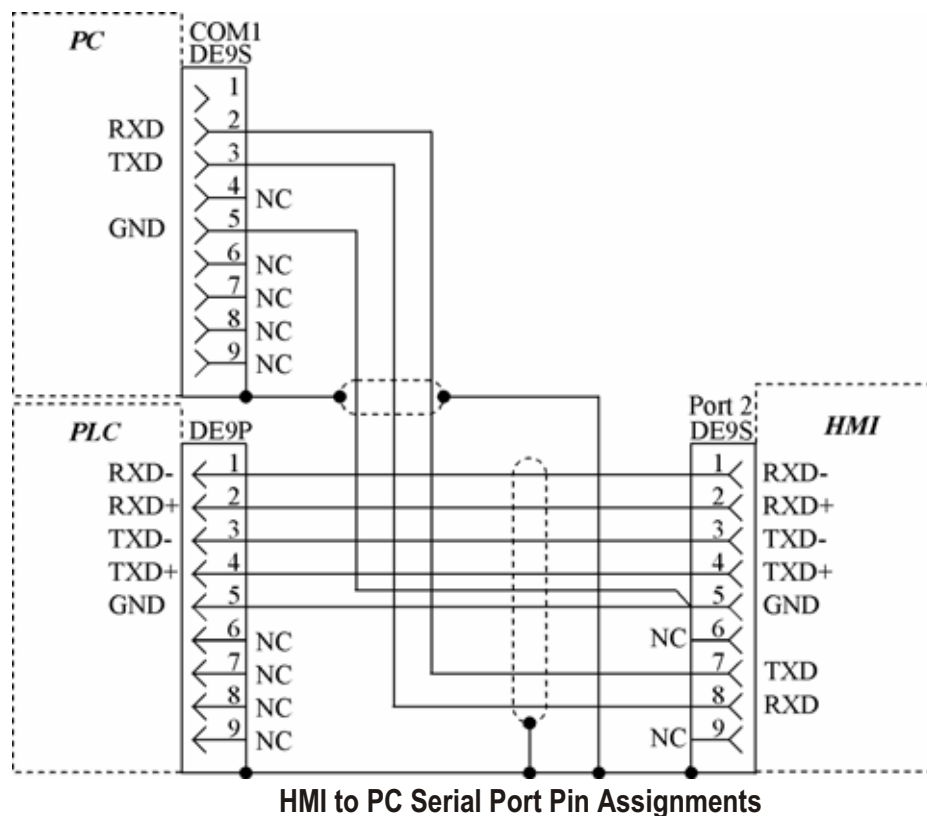 PC
COM1
DE9S
1
RXD 2
TXD 3
4 NC
GND 5
6 NC
7 NC
8 NC
9 NC
PLC
DE9P
Port 2
DE9S
HMI
RXD- 1 1 RXD-
RXD+ 2 2 RXD+
TXD- 3 3 TXD-
TXD+ 4 4 TXD+
GND 5 5 GND
6 NC NC 6
7 NC 7 TXD
8 NC 8 RXD
9 NC NC 9
HMI to PC Serial Port Pin Assignments